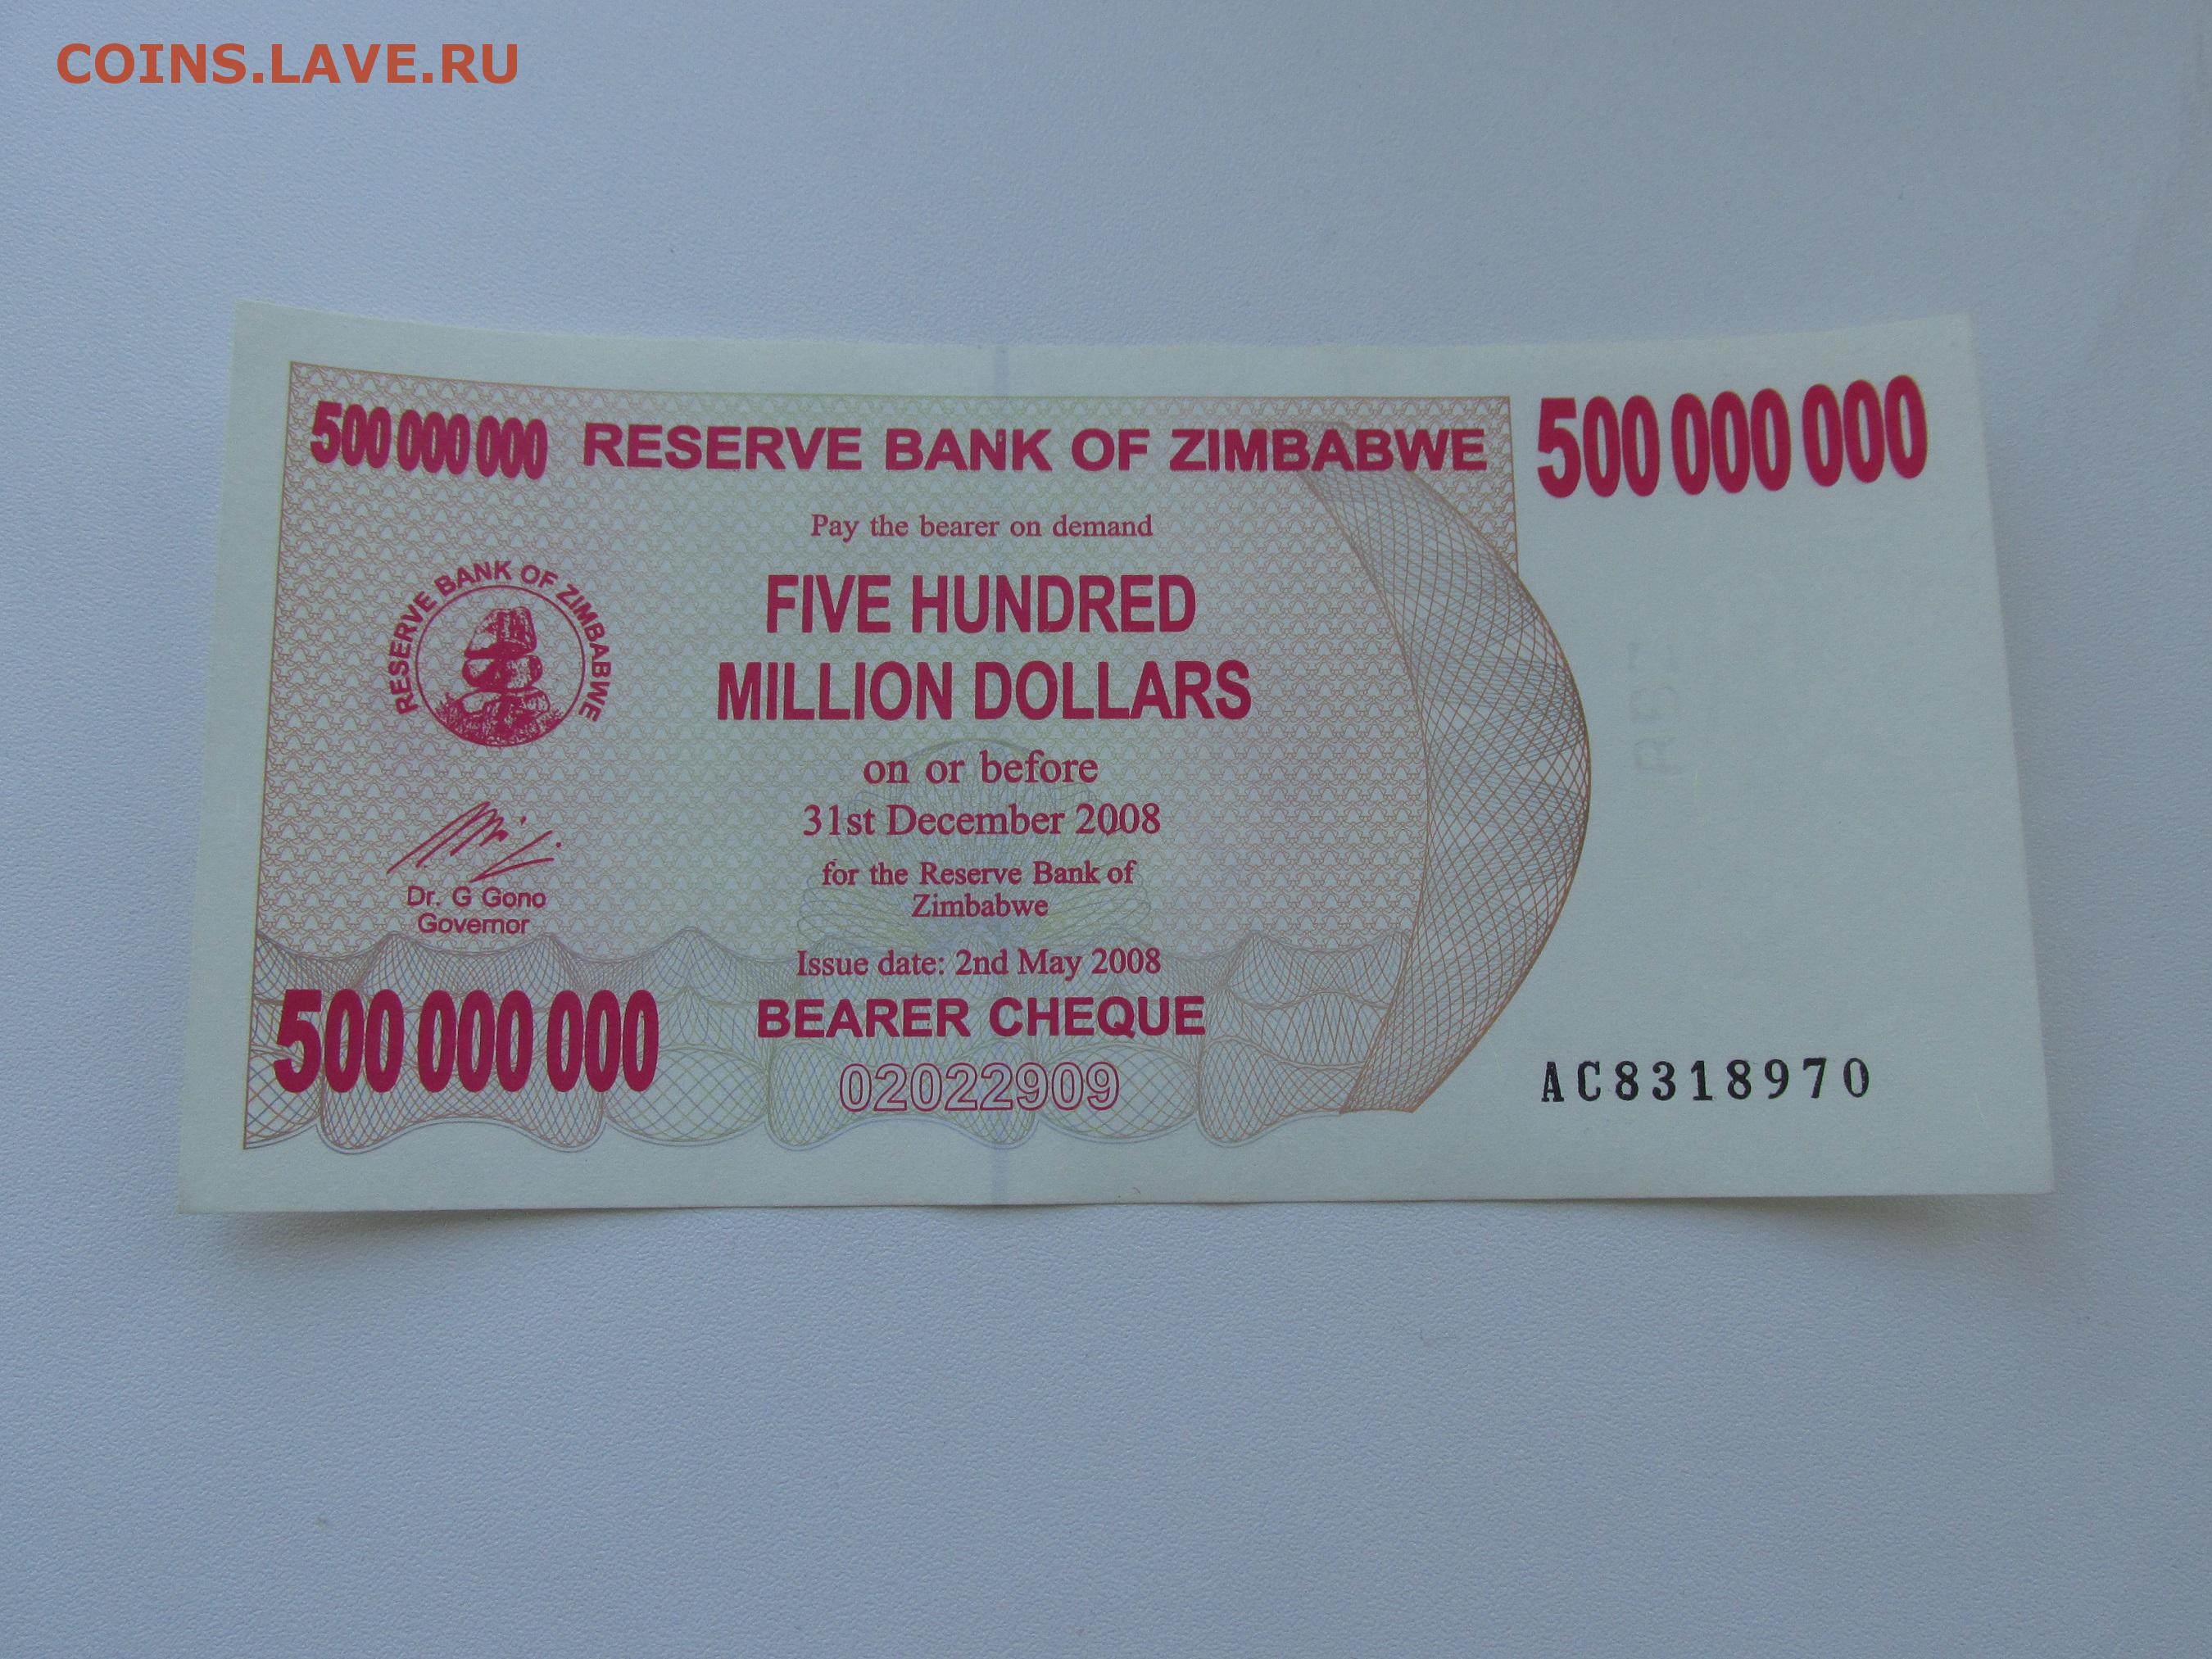 COINS.LAVE.RU
500 000 000 RESERVE BANK OF ZIMBABWE 500 000 000
Pay the bearer on demand
FIVE HUNDRED
MILLION DOLLARS
on or before
31st December 2008
for the Reserve Bank of
Zimbabwe
Issue date: 2nd May 2008
BEARER CHEQUE
02022909
RESERVE BANK OF ZIMBABWE
Dr. G Gono
Governor
500 000 000
RBZ
AC8318970